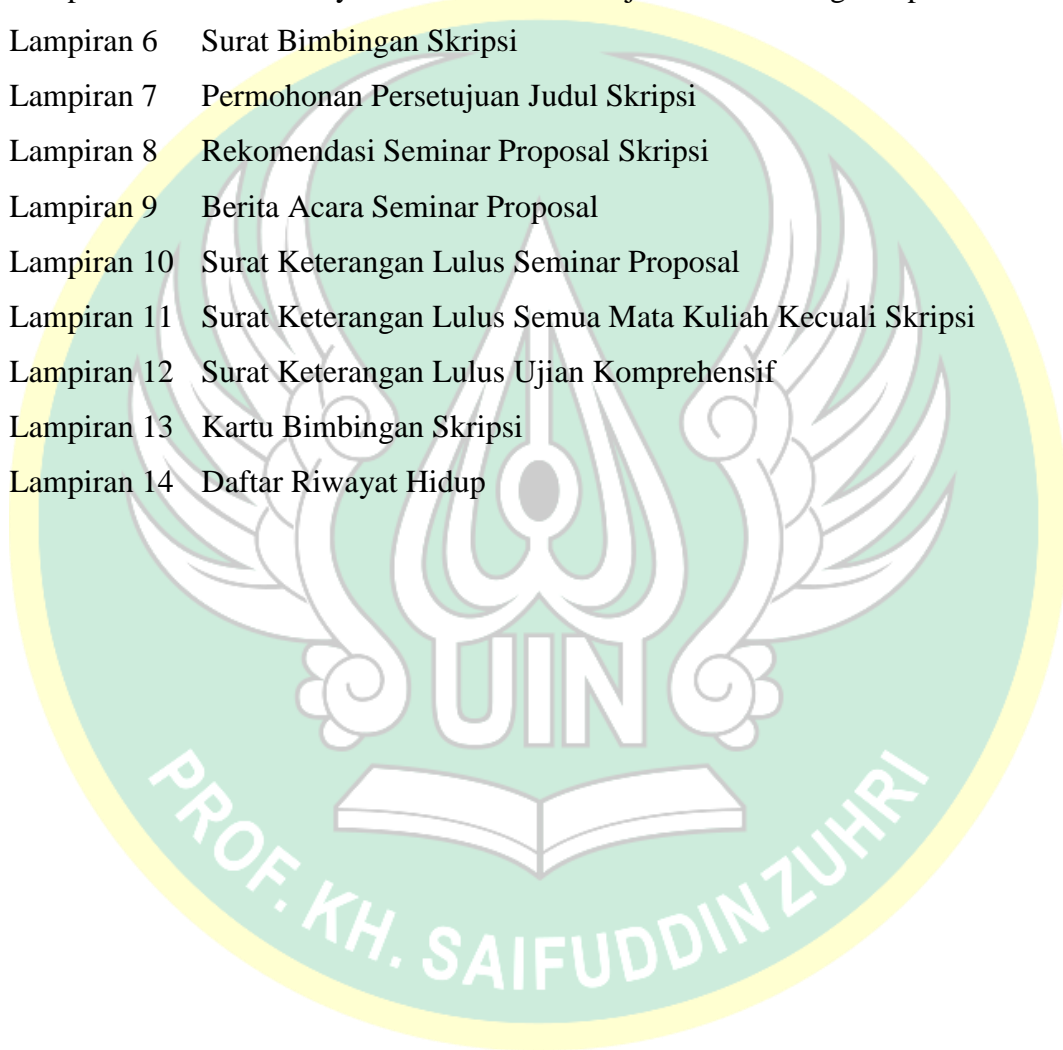 Lampiran 6 Surat Bimbingan Skripsi
Lampiran 7 Permohonan Persetujuan Judul Skripsi
Lampiran 8 Rekomendasi Seminar Proposal Skripsi
Lampiran 9 Berita Acara Seminar Proposal
Lampiran 10 Surat Keterangan Lulus Seminar Proposal
Lampiran 11 Surat Keterangan Lulus Semua Mata Kuliah Kecuali Skripsi
Lampiran 12 Surat Keterangan Lulus Ujian Komprehensif
Lampiran 13 Kartu Bimbingan Skripsi
Lampiran 14 Daftar Riwayat Hidup
UIN
PROF. KH. SAIFUDDIN ZUHRI